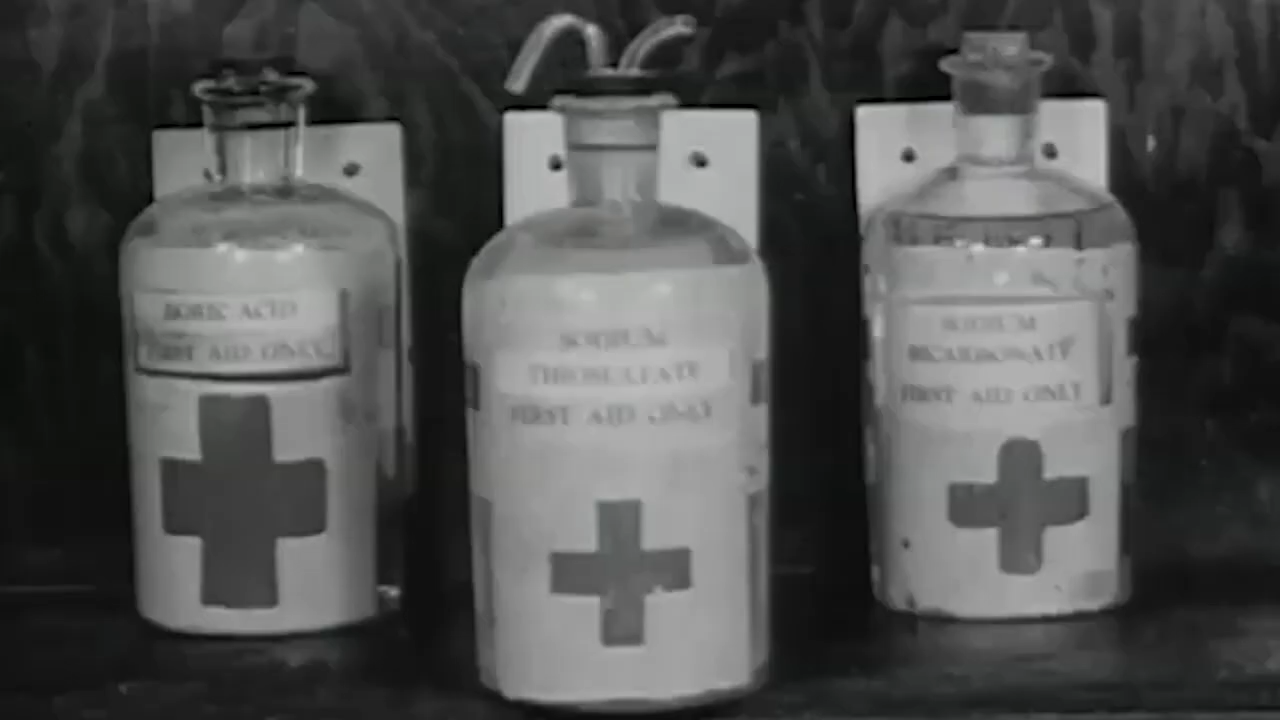 BORIC ACID
FIRST AID ONLY
SODIUM
THIOSULFATE
FIRST AID ONLY
SODIUM
BICARBONATE
FIRST AID ONLY